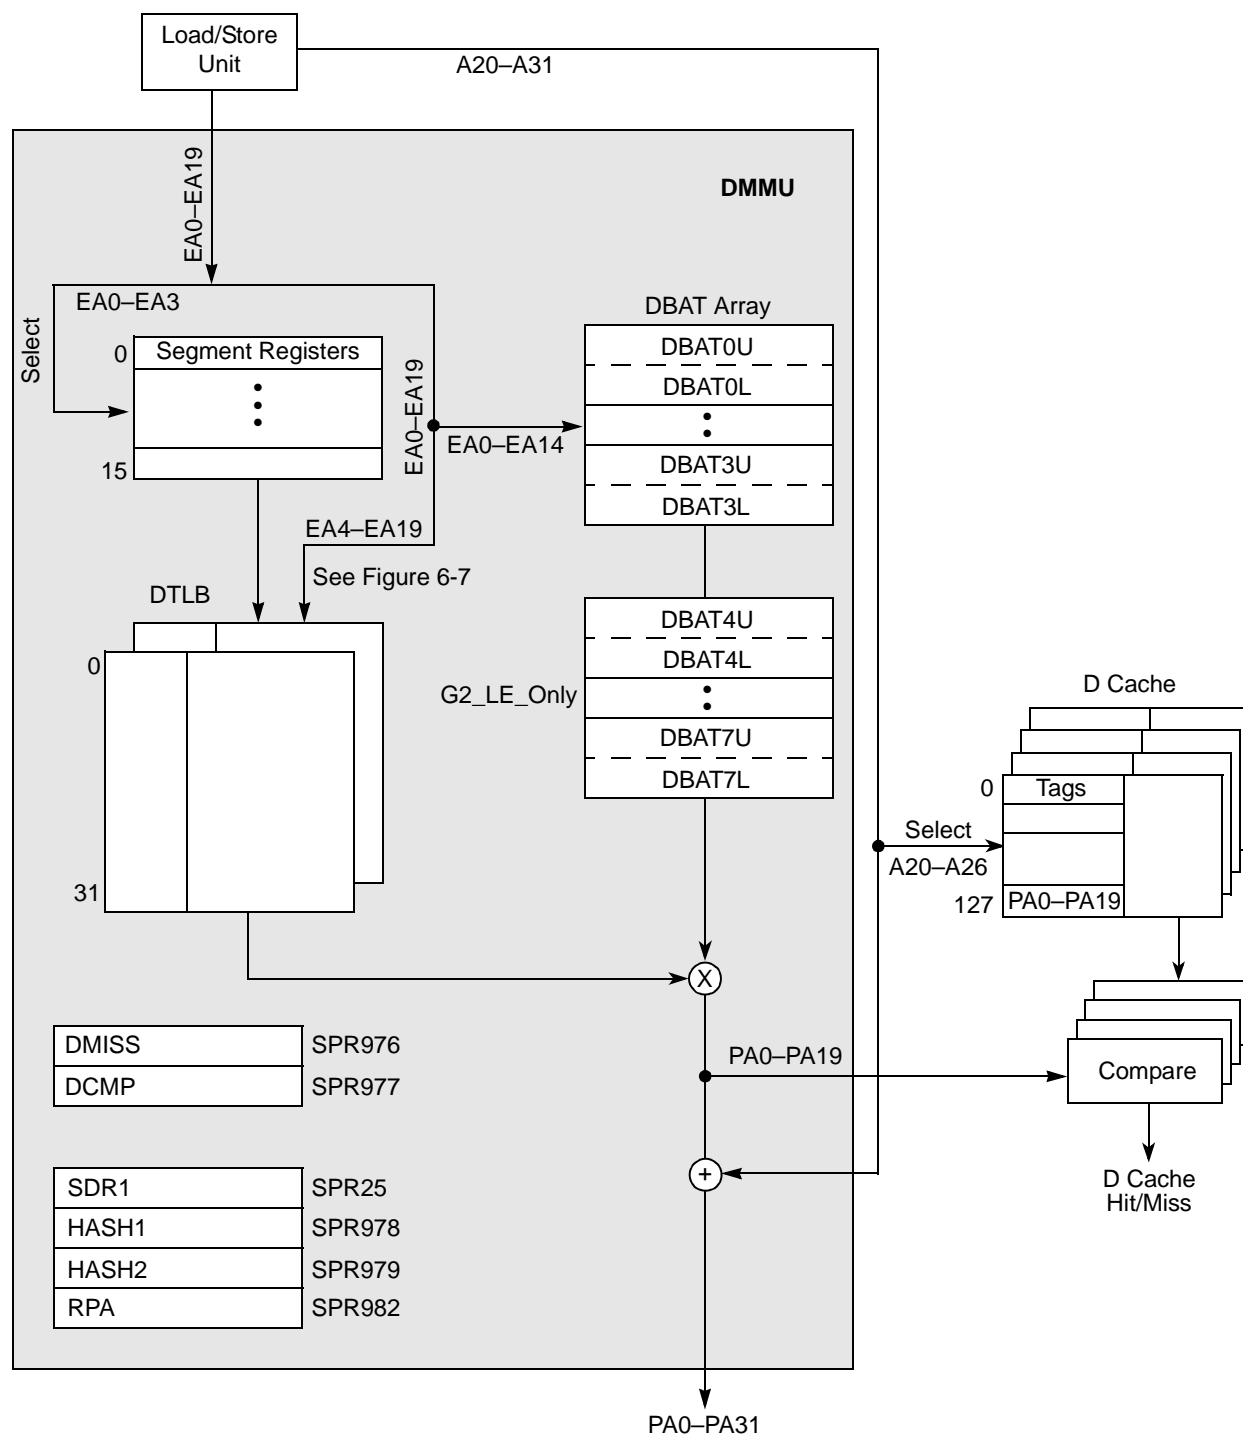 Load/Store
Unit
A20–A31
EA0–EA19
DMMU
EA0–EA3
Select
0
Segment Registers
15
EA0–EA19
EA0–EA14
DBAT Array
DBAT0U
DBAT0L
DBAT3U
DBAT3L
EA4–EA19
See Figure 6-7
DTLB
0
31
DBAT4U
DBAT4L
G2_LE_Only
DBAT7U
DBAT7L
D Cache
0
Tags
Select
A20–A26
127
PA0–PA19
X
DMISS
SPR976
DCMP
SPR977
PA0–PA19
Compare
+
D Cache
Hit/Miss
SDR1
SPR25
HASH1
SPR978
HASH2
SPR979
RPA
SPR982
PA0–PA31